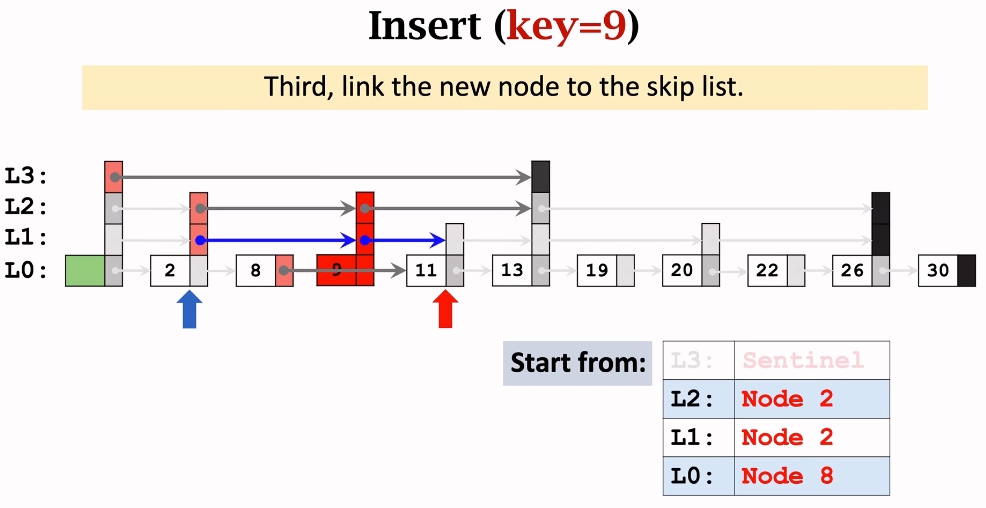 Insert (key=9)
Third, link the new node to the skip list.
L3:
L2:
L1:
L0: 2 8 9 11 13 19 20 22 26 30
Start from:
L3: Sentinel
L2: Node 2
L1: Node 2
L0: Node 8